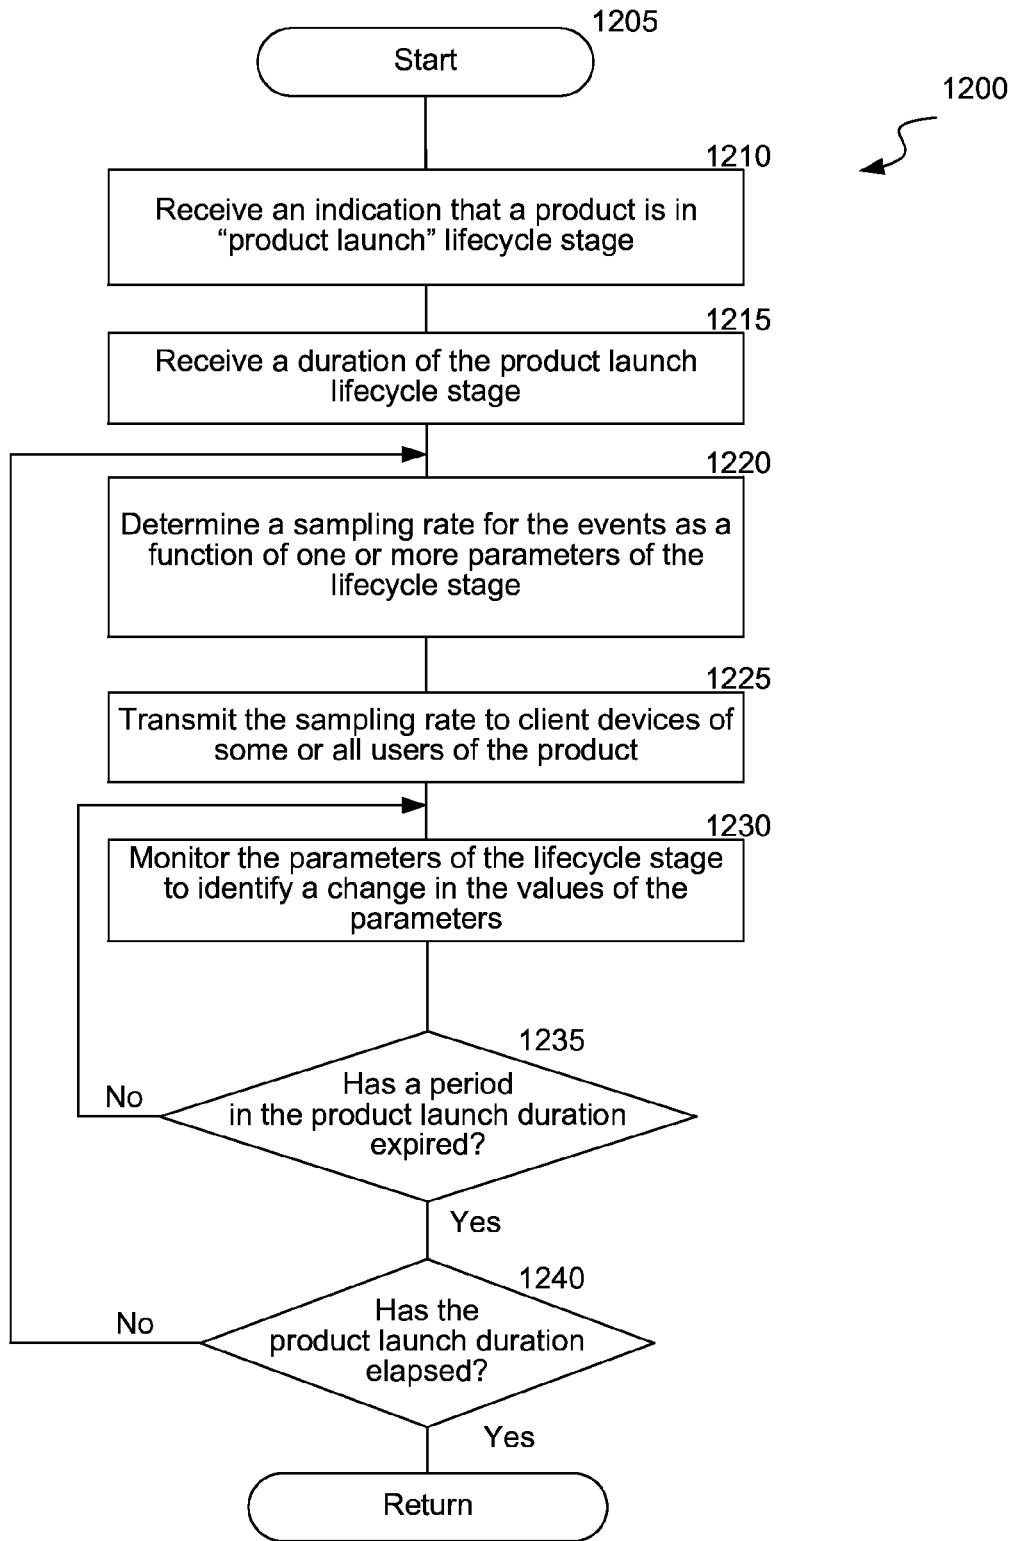 1205
Start
1200
1210
Receive an indication that a product is in
“product launch” lifecycle stage
1215
Receive a duration of the product launch
lifecycle stage
1220
Determine a sampling rate for the events as a
function of one or more parameters of the
lifecycle stage
1225
Transmit the sampling rate to client devices of
some or all users of the product
1230
Monitor the parameters of the lifecycle stage
to identify a change in the values of the
parameters
1235
Has a period
in the product launch duration
expired?
No
Yes
1240
Has the
product launch duration
elapsed?
No
Yes
Return